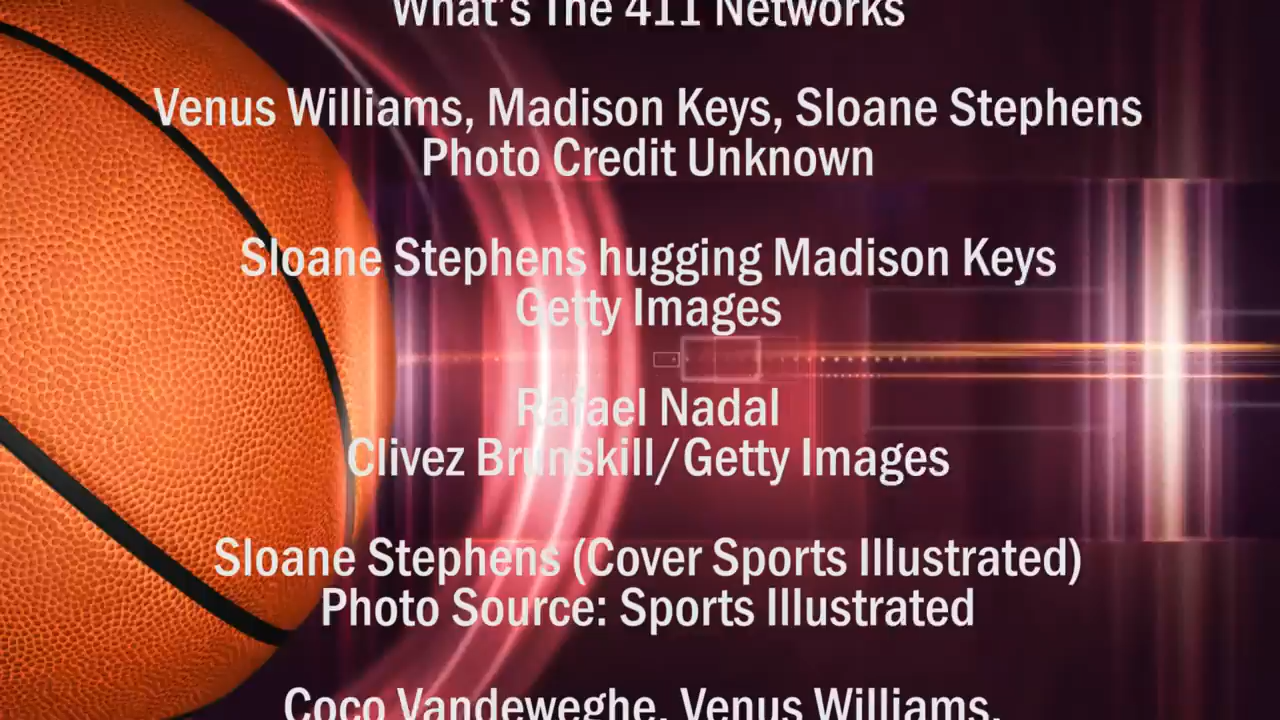 What's The 411 Networks
Venus Williams, Madison Keys, Sloane Stephens
Photo Credit Unknown
Sloane Stephens hugging Madison Keys
Getty Images
Rafael Nadal
Clivez Brunskill/Getty Images
Sloane Stephens (Cover Sports Illustrated)
Photo Source: Sports Illustrated
Coco Vandeweghe, Venus Williams,